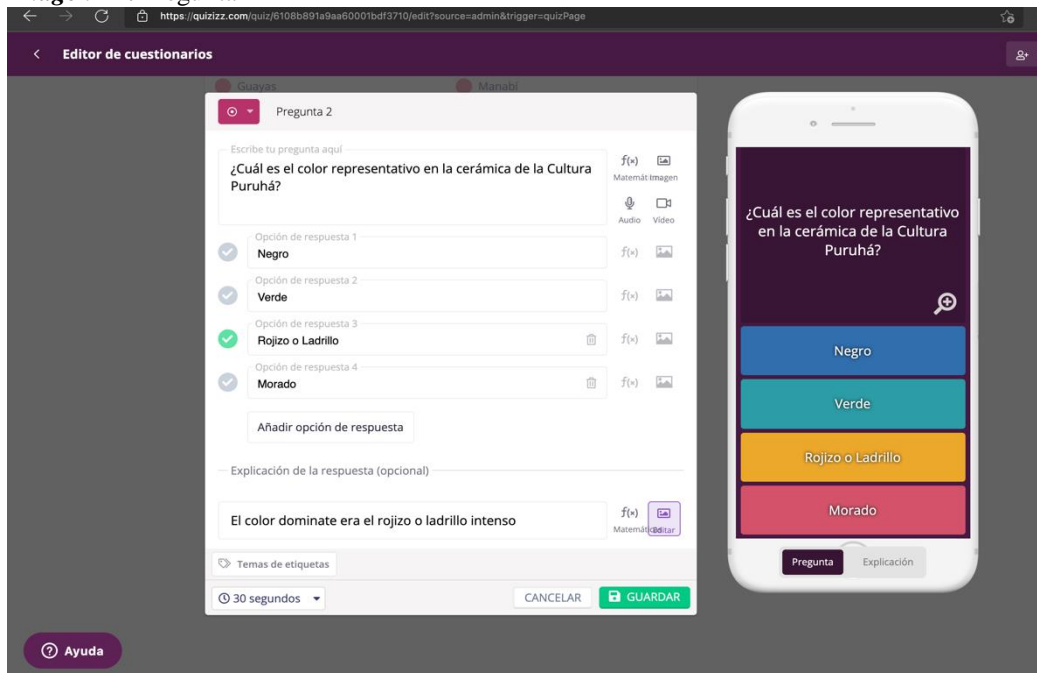 https://quizizz.com/quiz/6108b691a9aa60001bdf3710/edit?source=admin&trigger=quizPage
Editor de cuestionarios
Guayas
Manabí
Pregunta 2
Escribe tu pregunta aquí
¿Cuál es el color representativo en la cerámica de la Cultura
Puruhá?
f(x)
Matemát
Imagen
Audio
Vídeo
Opción de respuesta 1
Negro
f(x)
Opción de respuesta 2
Verde
f(x)
Opción de respuesta 3
Rojizo o Ladrillo
f(x)
Opción de respuesta 4
Morado
f(x)
Añadir opción de respuesta
Explicación de la respuesta (opcional)
El color dominate era el rojizo o ladrillo intenso
f(x)
Editar
Temas de etiquetas
30 segundos
CANCELAR
GUARDAR
¿Cuál es el color representativo
en la cerámica de la Cultura
Puruhá?
Negro
Verde
Rojizo o Ladrillo
Morado
Pregunta
Explicación
Ayuda